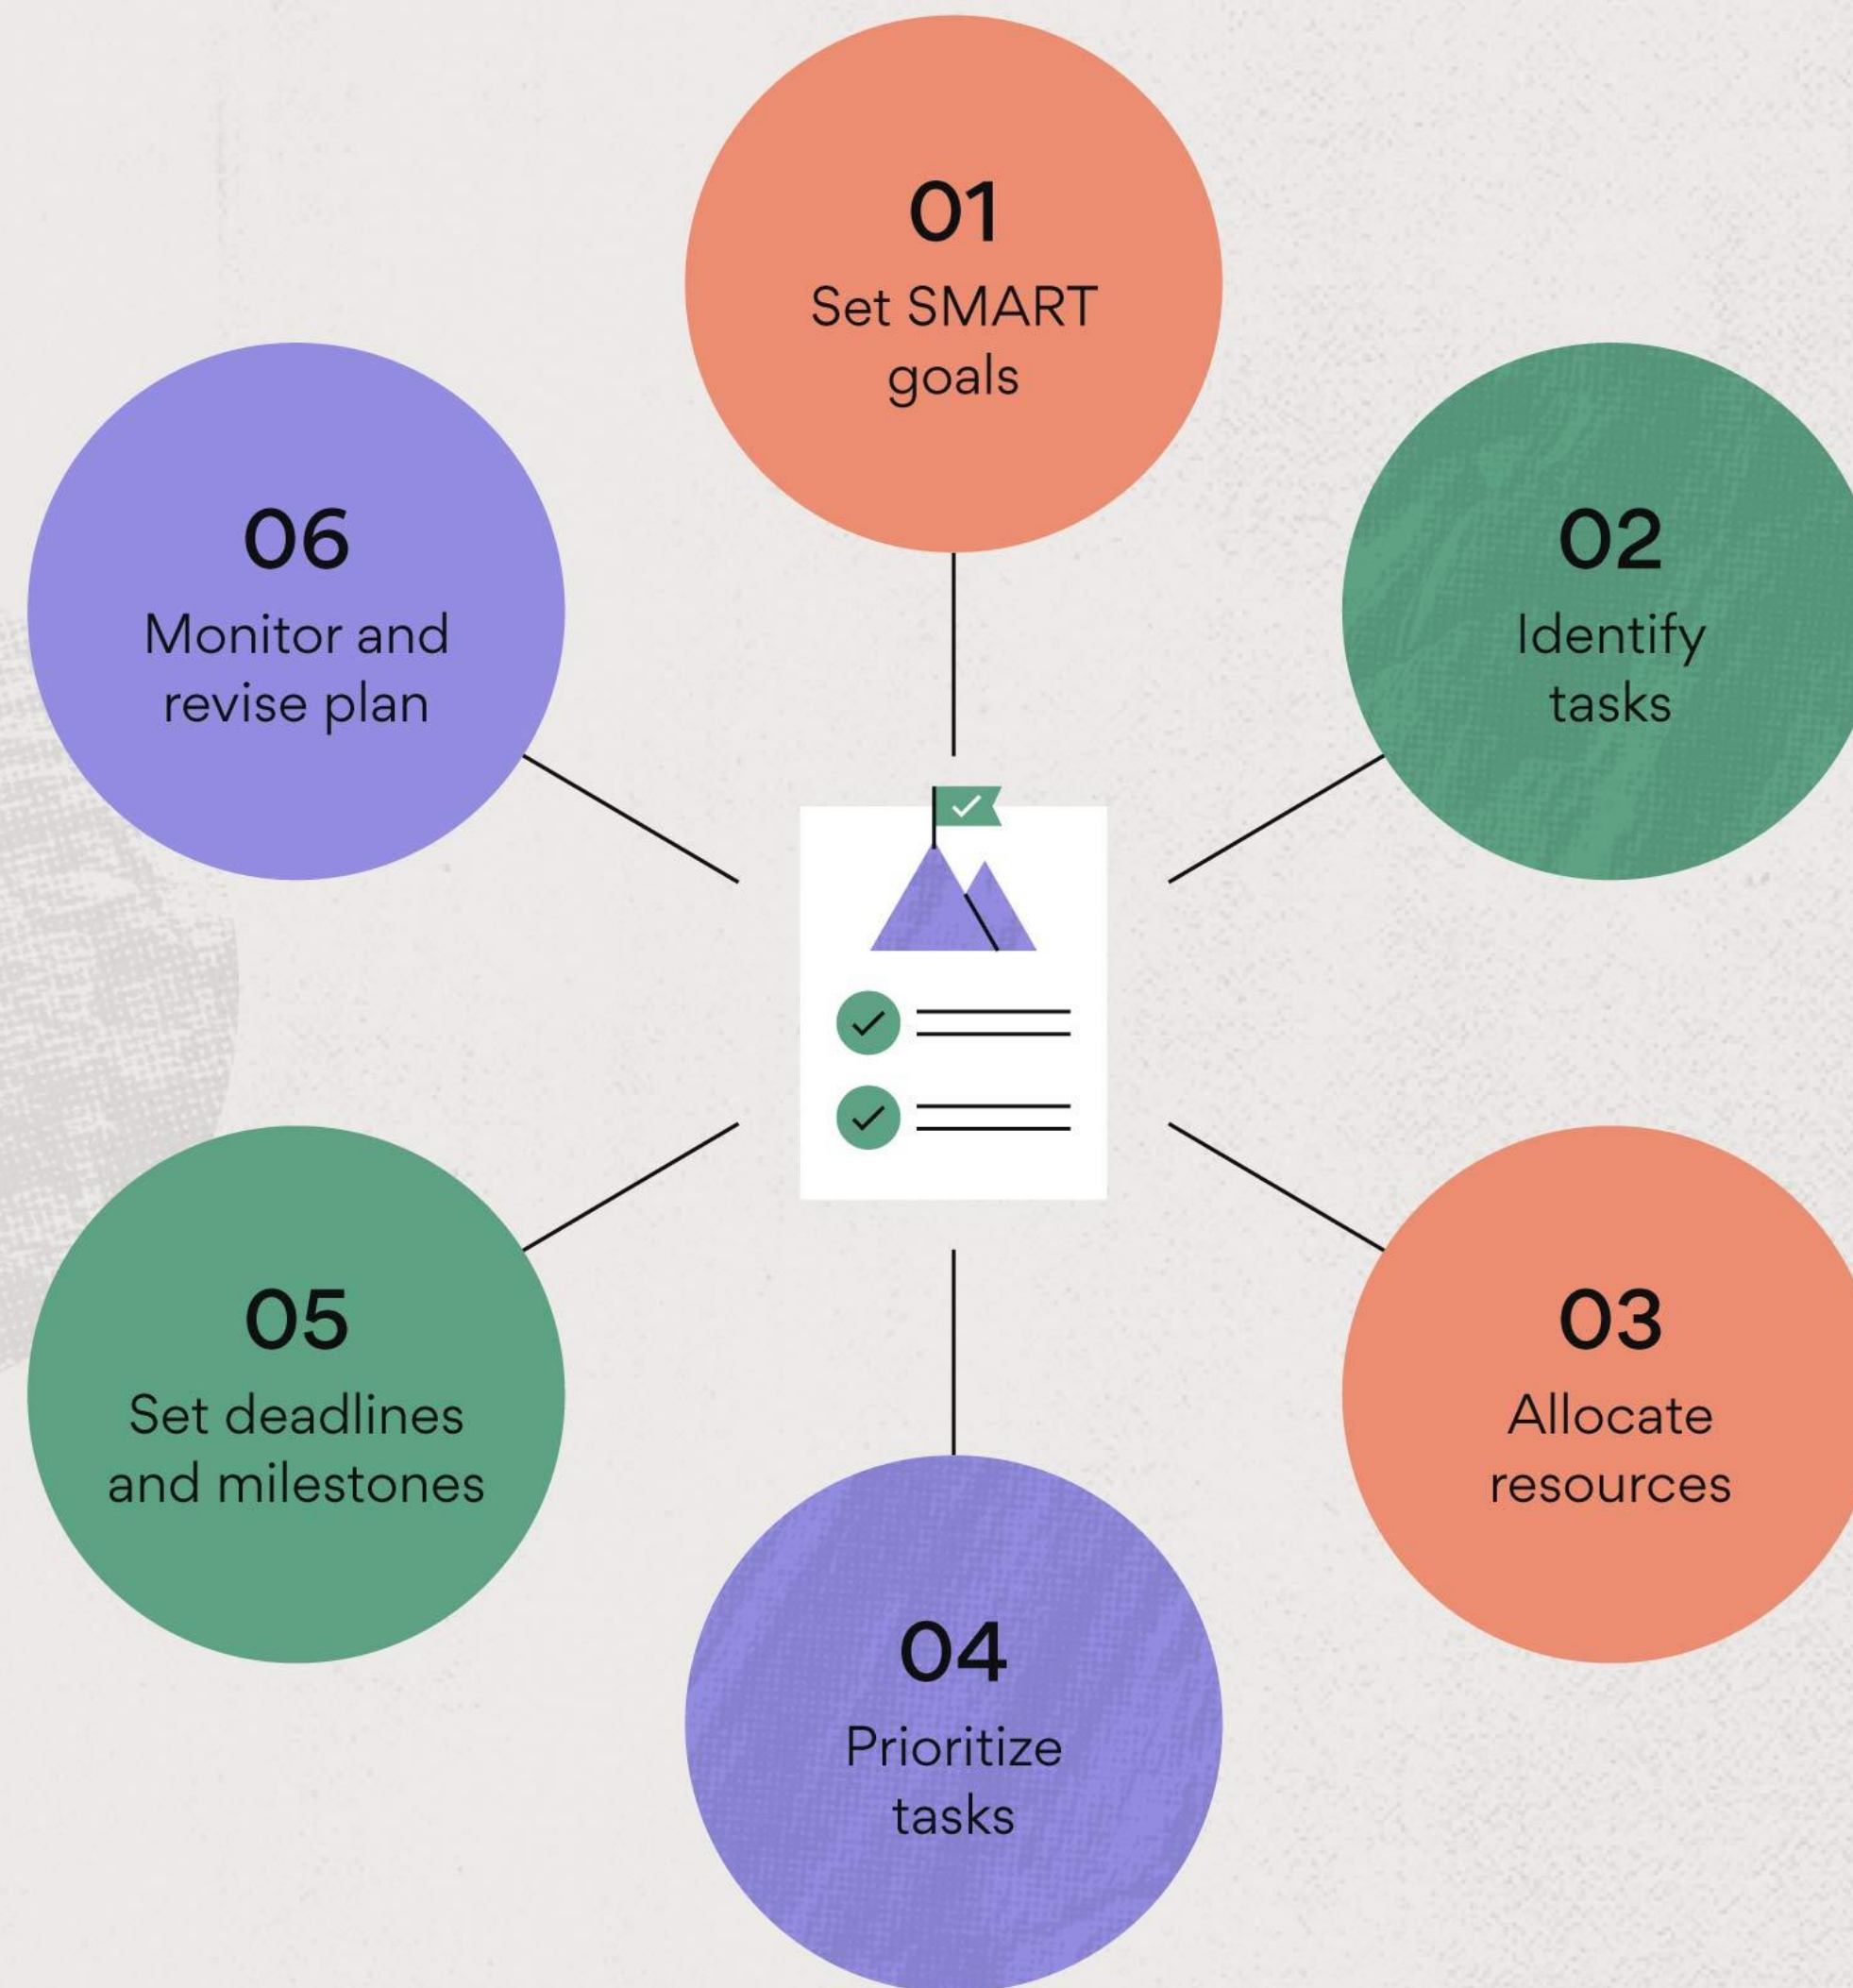 01
Set SMART
goals
02
Identify
tasks
03
Allocate
resources
04
Prioritize
tasks
05
Set deadlines
and milestones
06
Monitor and
revise plan